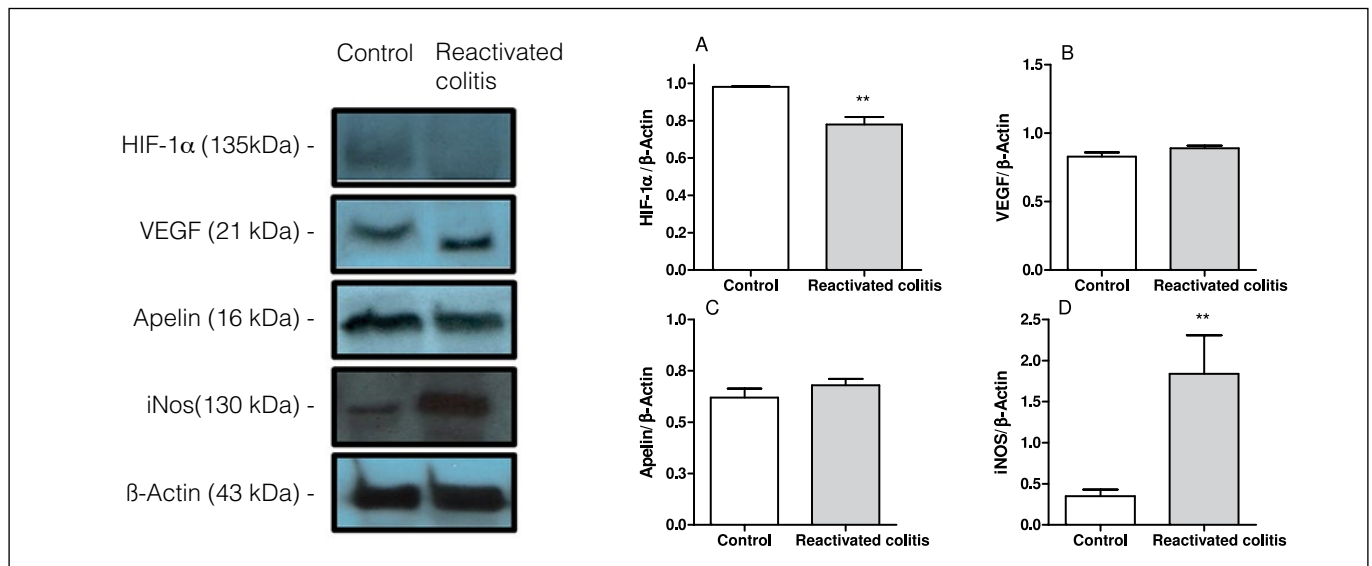 Control
Reactivated
colitis
HIF-1α (135kDa) -
VEGF (21 kDa) -
Apelin (16 kDa) -
iNos(130 kDa) -
ß-Actin (43 kDa) -
A
HIF-1α/β-Actin
1.0
0.8
0.6
0.4
0.2
0.0
**
Control
Reactivated colitis
B
VEGF/β-Actin
1.5
1.0
0.5
0.0
Control
Reactivated colitis
C
Apelin/β-Actin
1.0
0.8
0.5
0.3
0.0
Control
Reactivated colitis
D
iNOS/β-Actin
2.5
2.0
1.5
1.0
0.5
0.0
**
Control
Reactivated colitis